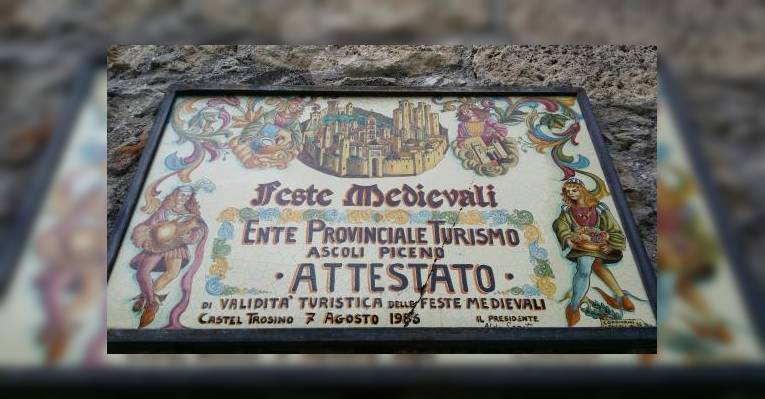 Feste Medievali
ENTE PROVINCIALE TURISMO
ASCOLI PICENO
·ATTESTATO·
DI VALIDITA' TURISTICA DELLE FESTE MEDIEVALI
CASTEL TROSINO 7 AGOSTO
IL PRESIDENTE